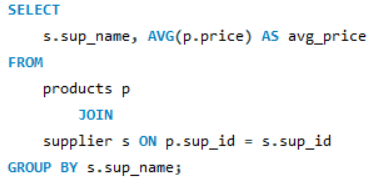 SELECT
s.sup_name, AVG(p.price) AS avg_price
FROM
products p
JOIN
supplier s ON p.sup_id = s.sup_id
GROUP BY s.sup_name;